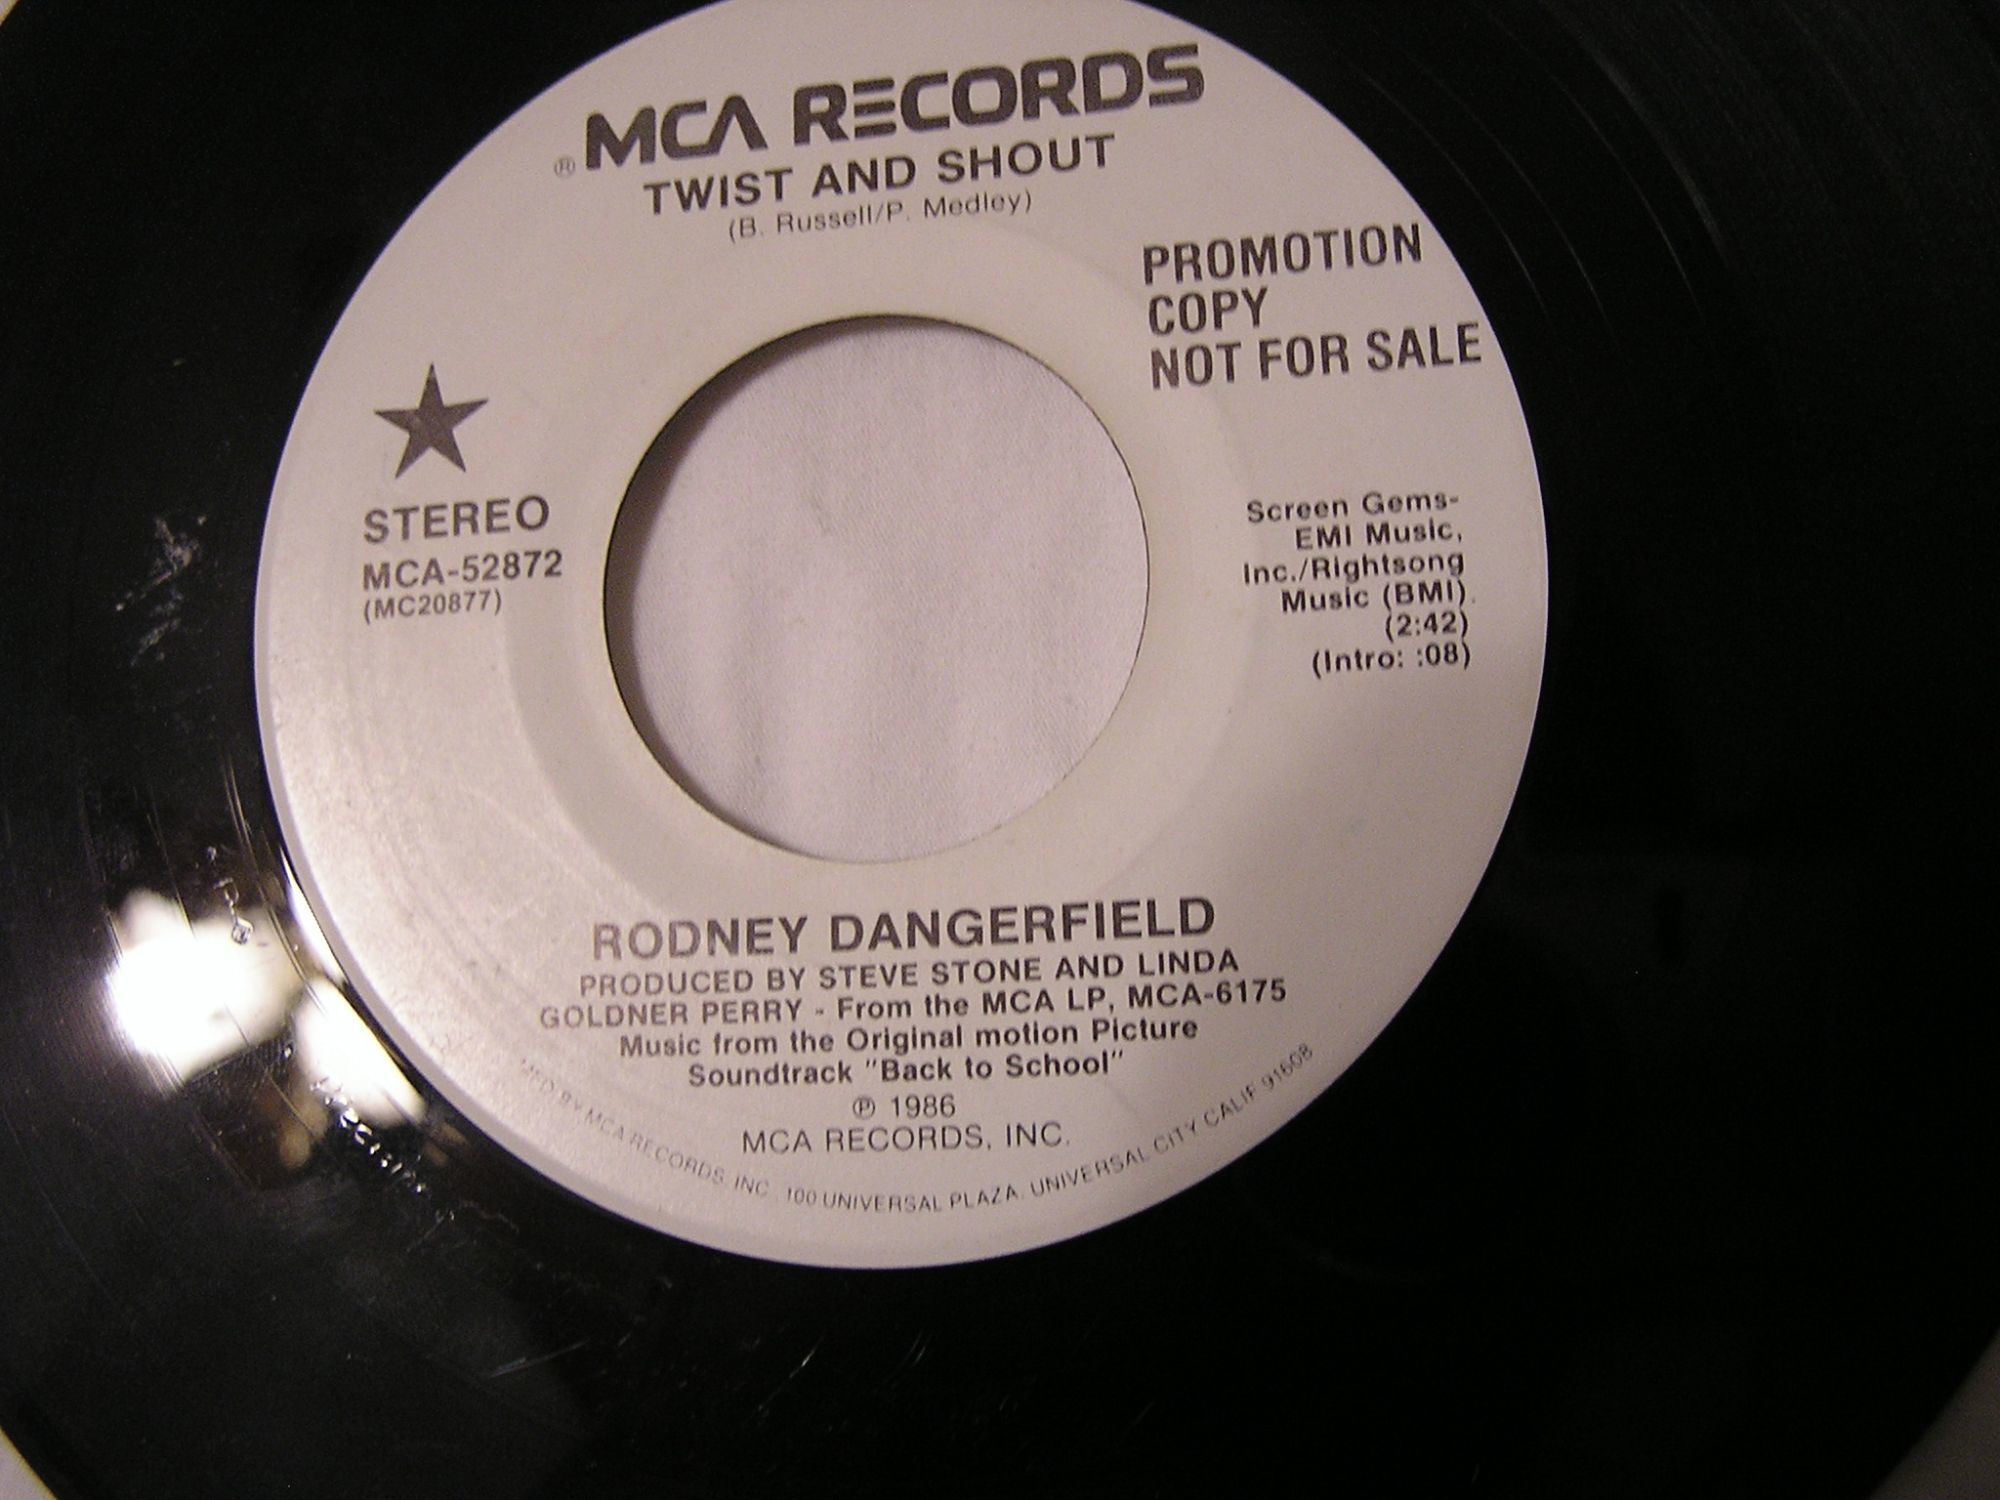 ® MCA RECORDS
TWIST AND SHOUT
(B. Russell/P. Medley)
PROMOTION
COPY
NOT FOR SALE
STEREO
MCA-52872
(MC20877)
Screen Gems-
EMI Music,
Inc./Rightsong
Music (BMI).
(2:42)
(Intro: :08)
RODNEY DANGERFIELD
PRODUCED BY STEVE STONE AND LINDA
GOLDNER PERRY - From the MCA LP, MCA-6175
Music from the Original motion Picture
Soundtrack "Back to School"
℗ 1986
MCA RECORDS, INC.
MFD BY MCA RECORDS, INC. 100 UNIVERSAL PLAZA, UNIVERSAL CITY CALIF 91608